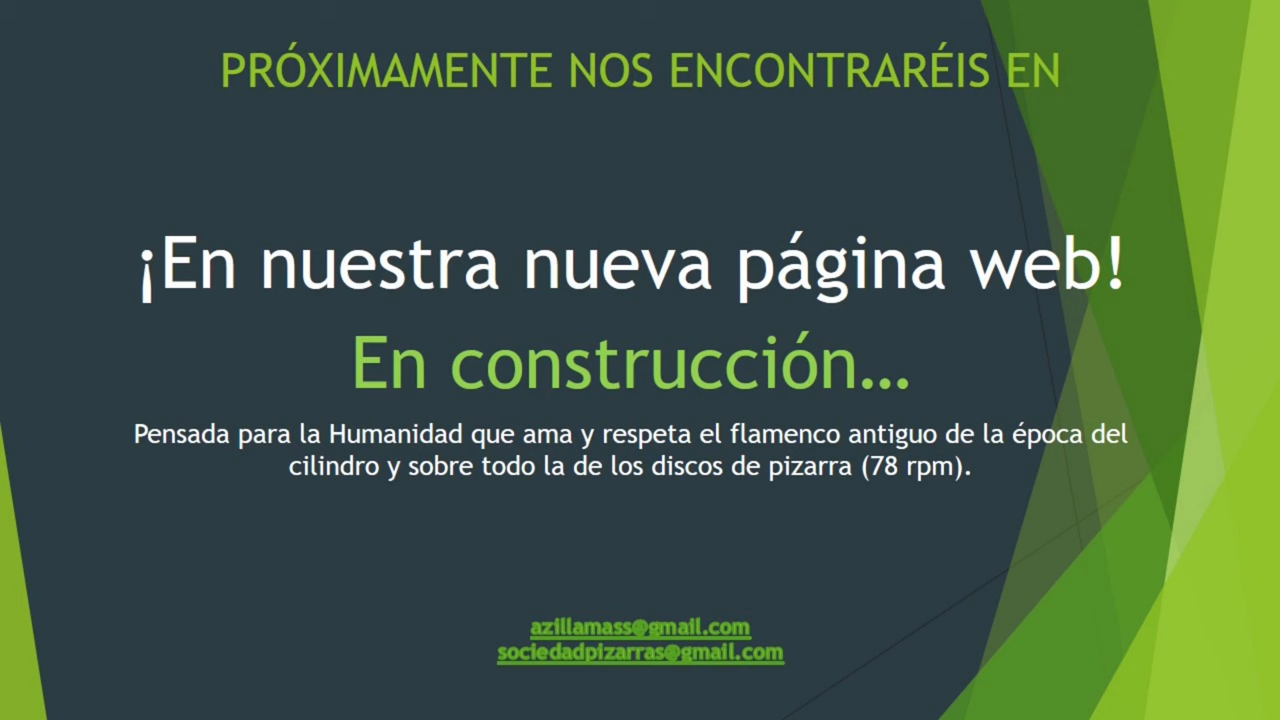 PRÓXIMAMENTE NOS ENCONTRARÉIS EN
¡En nuestra nueva página web!
En construcción...
Pensada para la Humanidad que ama y respeta el flamenco antiguo de la época del
cilindro y sobre todo la de los discos de pizarra (78 rpm).
azillamass@gmail.com
sociedadpizarras@gmail.com